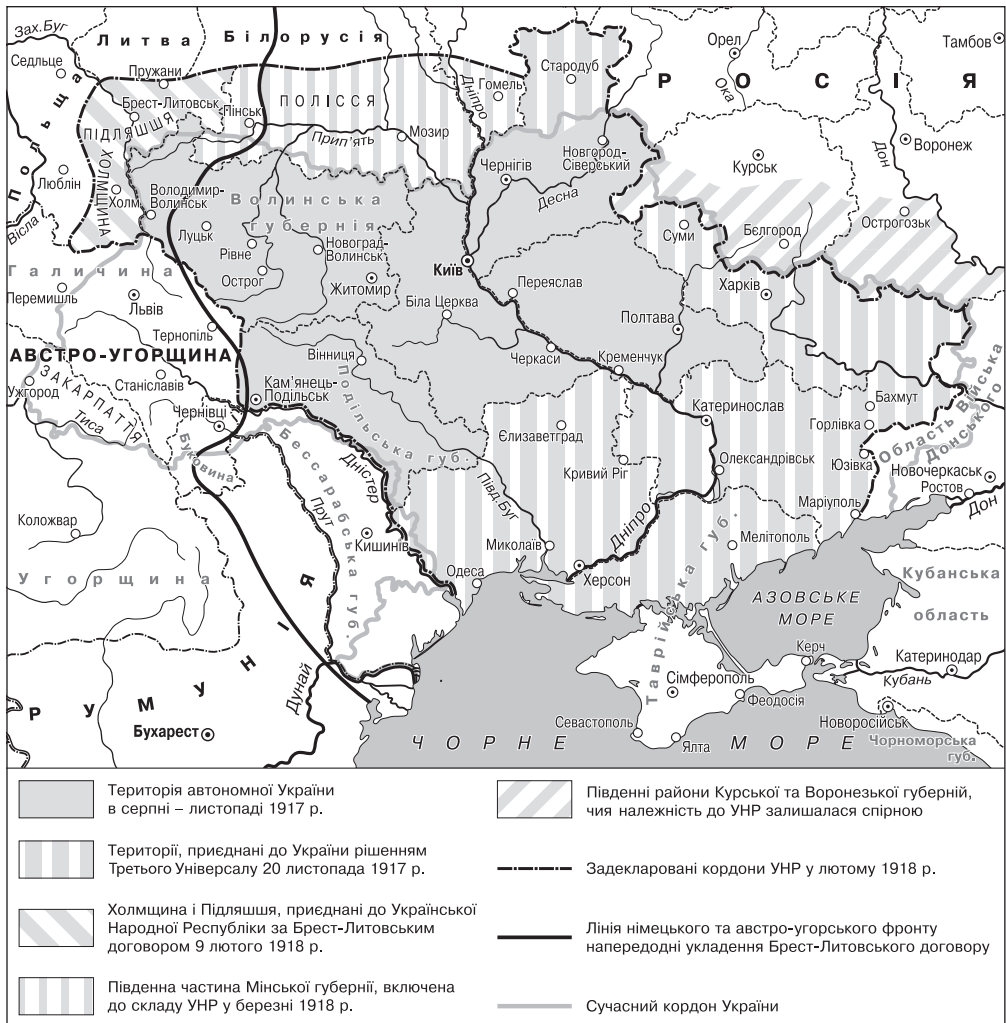 Зах.Буг
Седльце
Литва
Білорусія
Пружани
Брест-Литовськ
Пінськ
ПОЛІССЯ
Дніпро
Гомель
Стародуб
Орел
Ока
Тамбов
РОСІЯ
Польща
ПІДЛЯШШЯ
Прип'ять
Мозир
Чернігів
Новгород-
Сіверський
Десна
Курськ
Дон
Воронеж
Люблін
Вісла
ХОЛМЩИНА
Холм
Володимир-
Волинськ
Волинська
губернія
Луцьк
Рівне
Острог
Новоград-
Волинськ
Житомир
Київ
Переяслав
Суми
Бєлгород
Острогозьк
Харків
Галичина
Перемишль
Львів
Тернопіль
Біла Церква
Полтава
АВСТРО-УГОРЩИНА
Вінниця
Черкаси
Кременчук
Ужгород
ЗАКАРПАТТЯ
Станіславів
Тиса
Чернівці
Кам'янець-
Подільськ
Подільська губ.
Катеринослав
Бахмут
Горлівка
Юзівка
Область Війська
Донського
Буковина
Бессарабська губ.
Дністер
Єлизаветград
Кривий Ріг
Олександрівськ
Новочеркаськ
Ростов
Маріуполь
Дон
Коложвар
Прут
Кишинів
Півд.Буг
Миколаїв
Дніпро
Мелітополь
Угорщина
Одеса
Херсон
Таврійська губ.
АЗОВСЬКЕ
МОРЕ
Кубанська
область
Керч
Катеринодар
Кубань
РУМУНІЯ
Дунай
Бухарест
Сімферополь
Феодосія
Севастополь
Ялта
Новоросійськ
Чорноморська
губ.
ЧОРНЕ МОРЕ
Територія автономної України
в серпні – листопаді 1917 р.
Території, приєднані до України рішенням
Третього Універсалу 20 листопада 1917 р.
Холмщина і Підляшшя, приєднані до Української
Народної Республіки за Брест-Литовським
договором 9 лютого 1918 р.
Південна частина Мінської губернії, включена
до складу УНР у березні 1918 р.
Південні райони Курської та Воронезької губерній,
чия належність до УНР залишалася спірною
Задекларовані кордони УНР у лютому 1918 р.
Лінія німецького та австро-угорського фронту
напередодні укладення Брест-Литовського договору
Сучасний кордон України